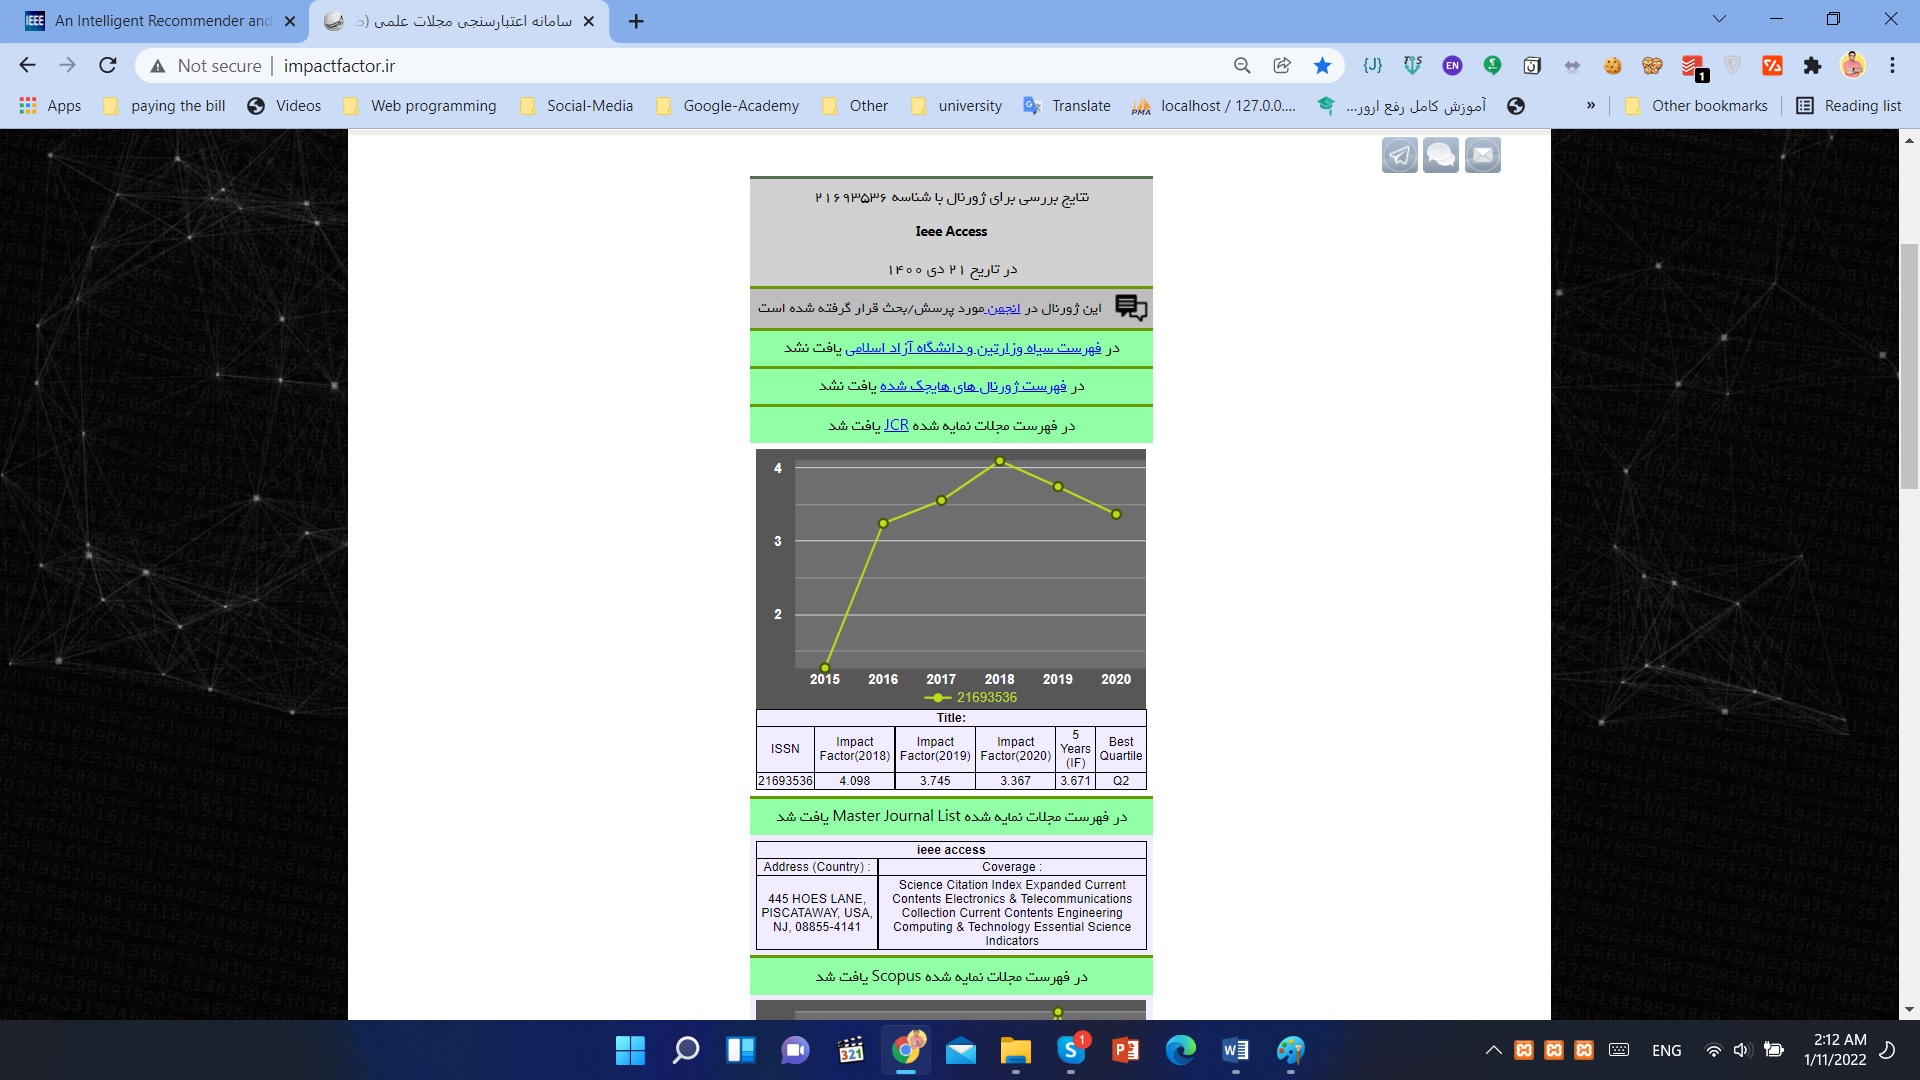 An Intelligent Recommender and
سامانه اعتبارسنجی مجلات علمی (ص
Not secure | impactfactor.ir
Apps
paying the bill
Videos
Web programming
Social-Media
Google-Academy
Other
university
Translate
localhost / 127.0.0....
آموزش کامل رفع ارور...
»
Other bookmarks
Reading list
نتایج بررسی برای ژورنال با شناسه ۲۱۶۹۳۵۳۶
Ieee Access
در تاریخ ۲۱ دی ۱۴۰۰
این ژورنال در انجمن مورد پرسش/بحث قرار گرفته شده است
در فهرست سیاه وزارتین و دانشگاه آزاد اسلامی یافت نشد
در فهرست ژورنال های هایجک شده یافت نشد
در فهرست مجلات نمایه شده JCR یافت شد
4
3
2
2015 2016 2017 2018 2019 2020
21693536
Title:
ISSN Impact Factor(2018) Impact Factor(2019) Impact Factor(2020) 5 Years (IF) Best Quartile
21693536 4.098 3.745 3.367 3.671 Q2
در فهرست مجلات نمایه شده Master Journal List یافت شد
ieee access
Address (Country) : Coverage :
445 HOES LANE,
PISCATAWAY, USA,
NJ, 08855-4141
Science Citation Index Expanded Current
Contents Electronics & Telecommunications
Collection Current Contents Engineering
Computing & Technology Essential Science
Indicators
در فهرست مجلات نمایه شده Scopus یافت شد
ENG
2:12 AM
1/11/2022